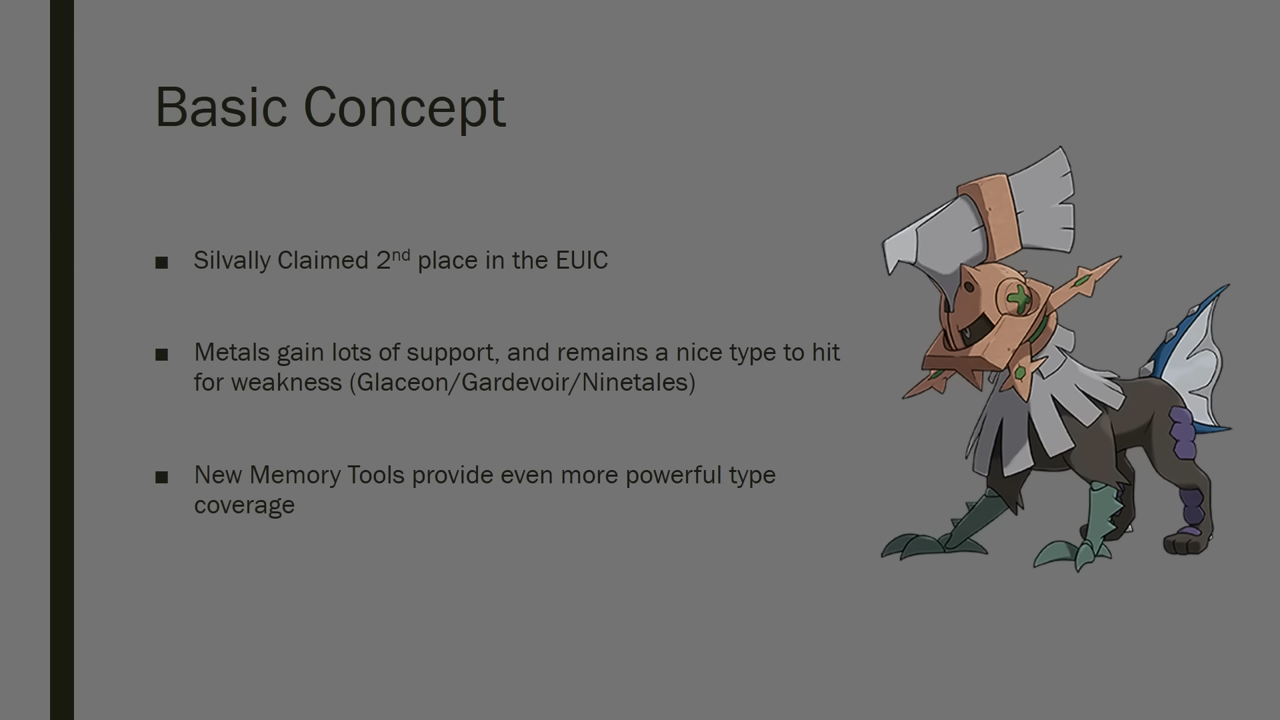 Basic Concept
■ Silvally Claimed 2nd place in the EUIC
■ Metals gain lots of support, and remains a nice type to hit
for weakness (Glaceon/Gardevoir/Ninetales)
■ New Memory Tools provide even more powerful type
coverage